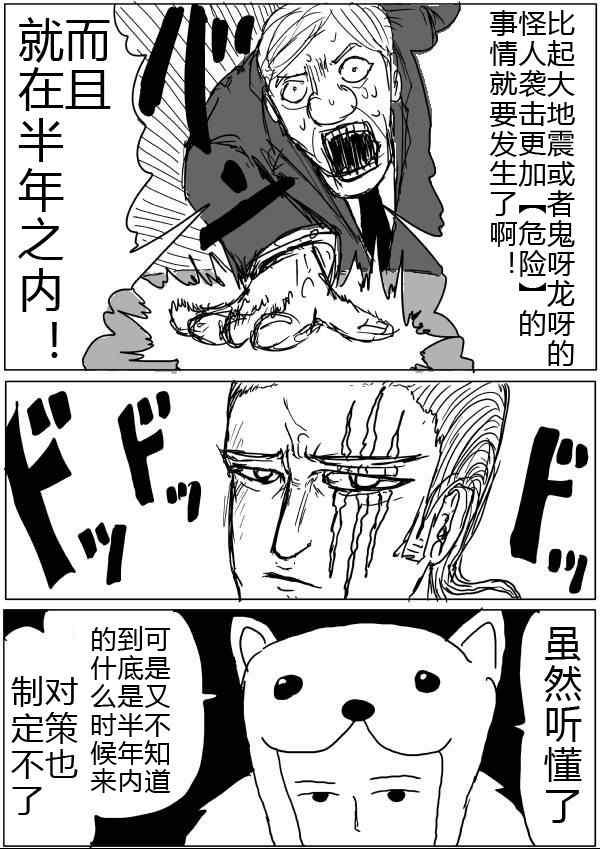 比起大地震或者鬼呀龙呀的
怪人袭击更加【危险】的
事情就要发生了啊！
而且
就在半年之内！
ドドッ
ドッ
ドッ
虽然听懂了
可是又不知道
到底是半年内
的什么时候来
对策也
制定不了